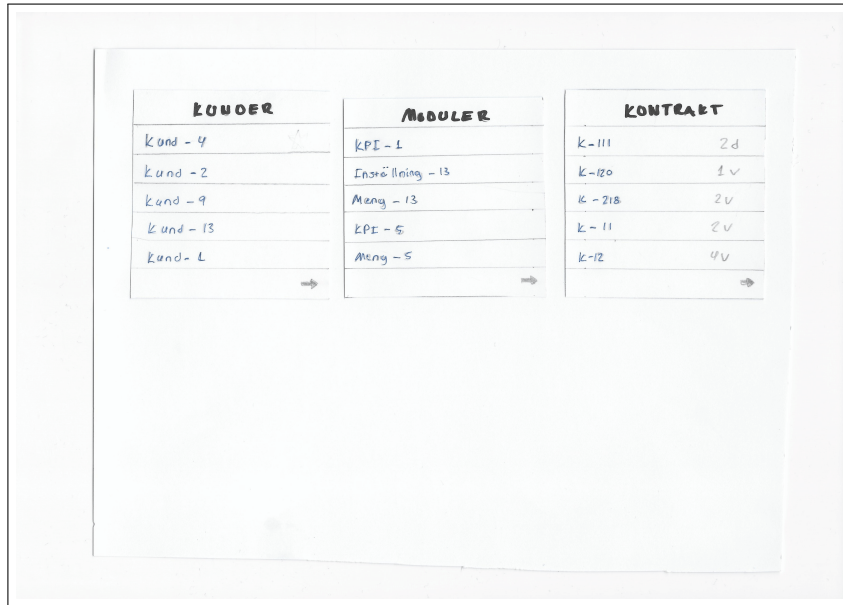 KUNDER
Kund - 4
Kund - 2
Kund - 9
Kund - 13
Kund - 1
MODULER
KPI - 1
Inställning - 13
Meny - 13
KPI - 5
Meny - 5
KONTRAKT
K-111 2d
K-120 1v
K-218 2v
K-11 2v
K-12 4v